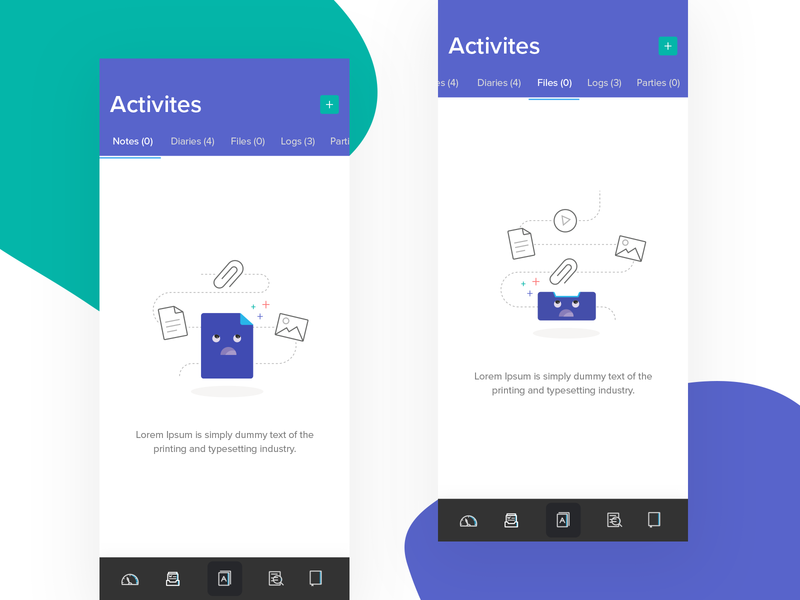 Activites
+
Notes (0) Diaries (4) Files (0) Logs (3) Parti
Lorem Ipsum is simply dummy text of the
printing and typesetting industry.
A
Activites
+
es (4) Diaries (4) Files (0) Logs (3) Parties (0)
Lorem Ipsum is simply dummy text of the
printing and typesetting industry.
A